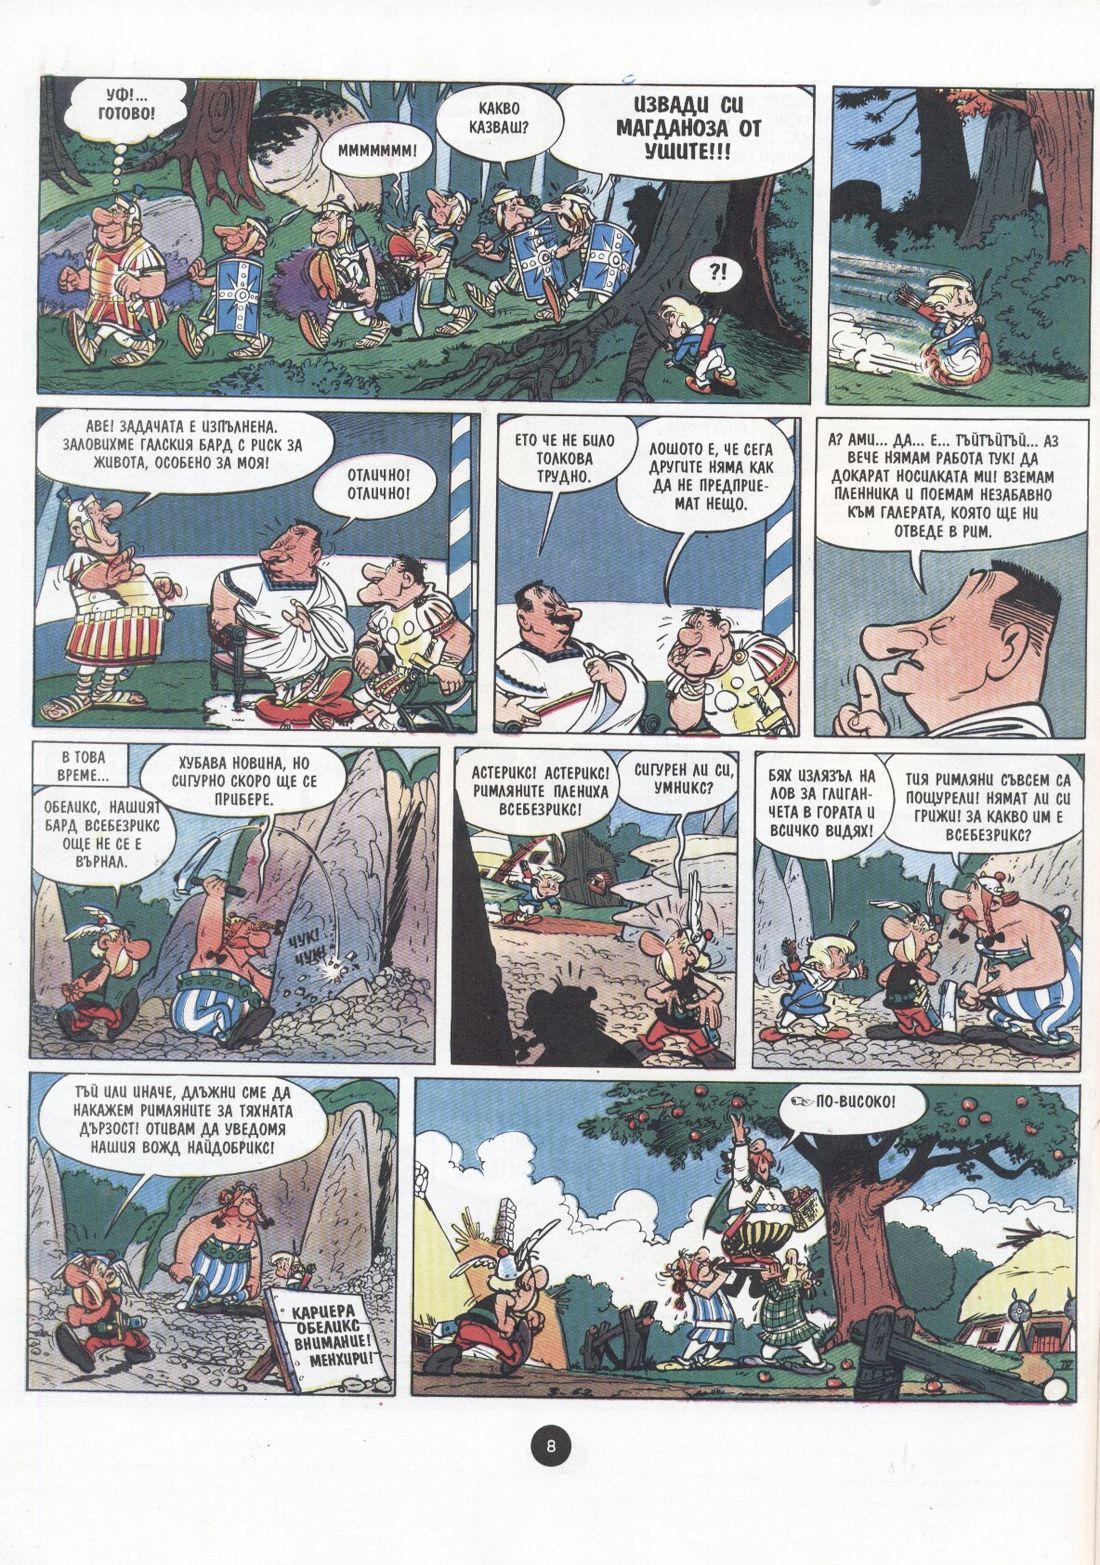 УФ!...
ГОТОВО!
МММММММ!
КАКВО
КАЗВАШ?
ИЗВАДИ СИ
МАГДАНОЗА ОТ
УШИТЕ!!!
?!
АВЕ! ЗАДАЧАТА Е ИЗПЪЛНЕНА.
ЗАЛОВИХМЕ ГАЛСКИЯ БАРД С РИСК ЗА
ЖИВОТА, ОСОБЕНО ЗА МОЯ!
ОТЛИЧНО!
ОТЛИЧНО!
ЕТО ЧЕ НЕ БИЛО
ТОЛКОВА
ТРУДНО.
ЛОШОТО Е, ЧЕ СЕГА
ДРУГИТЕ НЯМА КАК
ДА НЕ ПРЕДПРИЕ-
МАТ НЕЩО.
А? АМИ... ДА... Е... ТЪЙТЪЙТЪЙ... АЗ
ВЕЧЕ НЯМАМ РАБОТА ТУК! ДА
ДОКАРАТ НОСИЛКАТА МИ! ВЗЕМАМ
ПЛЕННИКА И ПОЕМАМ НЕЗАБАВНО
КЪМ ГАЛЕРАТА, КОЯТО ЩЕ НИ
ОТВЕДЕ В РИМ.
В ТОВА
ВРЕМЕ...
ОБЕЛИКС, НАШИЯТ
БАРД ВСЕБЕЗРИКС
ОЩЕ НЕ СЕ Е
ВЪРНАЛ.
ХУБАВА НОВИНА, НО
СИГУРНО СКОРО ЩЕ СЕ
ПРИБЕРЕ.
ЧУК!
ЧУК!
АСТЕРИКС! АСТЕРИКС!
РИМЛЯНИТЕ ПЛЕНИХА
ВСЕБЕЗРИКС!
СИГУРЕН ЛИ СИ,
УМНИКС?
БЯХ ИЗЛЯЗЪЛ НА
ЛОВ ЗА ГЛИГАН-
ЧЕТА В ГОРАТА И
ВСИЧКО ВИДЯХ!
ТИЯ РИМЛЯНИ СЪВСЕМ СА
ПОЩУРЕЛИ! НЯМАТ ЛИ СИ
ГРИЖИ! ЗА КАКВО ИМ Е
ВСЕБЕЗРИКС?
ТЪЙ ИЛИ ИНАЧЕ, ДЛЪЖНИ СМЕ ДА
НАКАЖЕМ РИМЛЯНИТЕ ЗА ТЯХНАТА
ДЪРЗОСТ! ОТИВАМ ДА УВЕДОМЯ
НАШИЯ ВОЖД НАЙДОБРИКС!
КАРИЕРА
ОБЕЛИКС
ВНИМАНИЕ!
МЕНХИРИ!
ПО-ВИСОКО!
3-62
IV
8